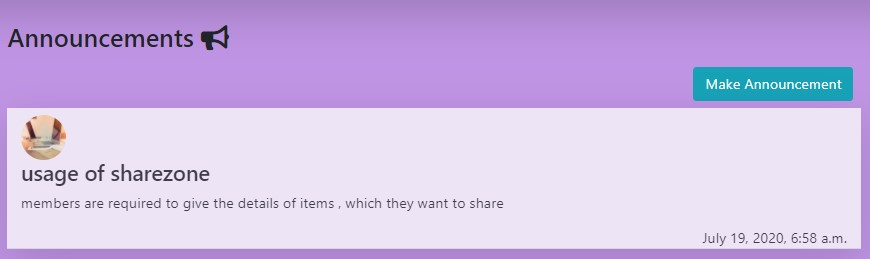 Announcements
Make Announcement
usage of sharezone
members are required to give the details of items , which they want to share
July 19, 2020, 6:58 a.m.